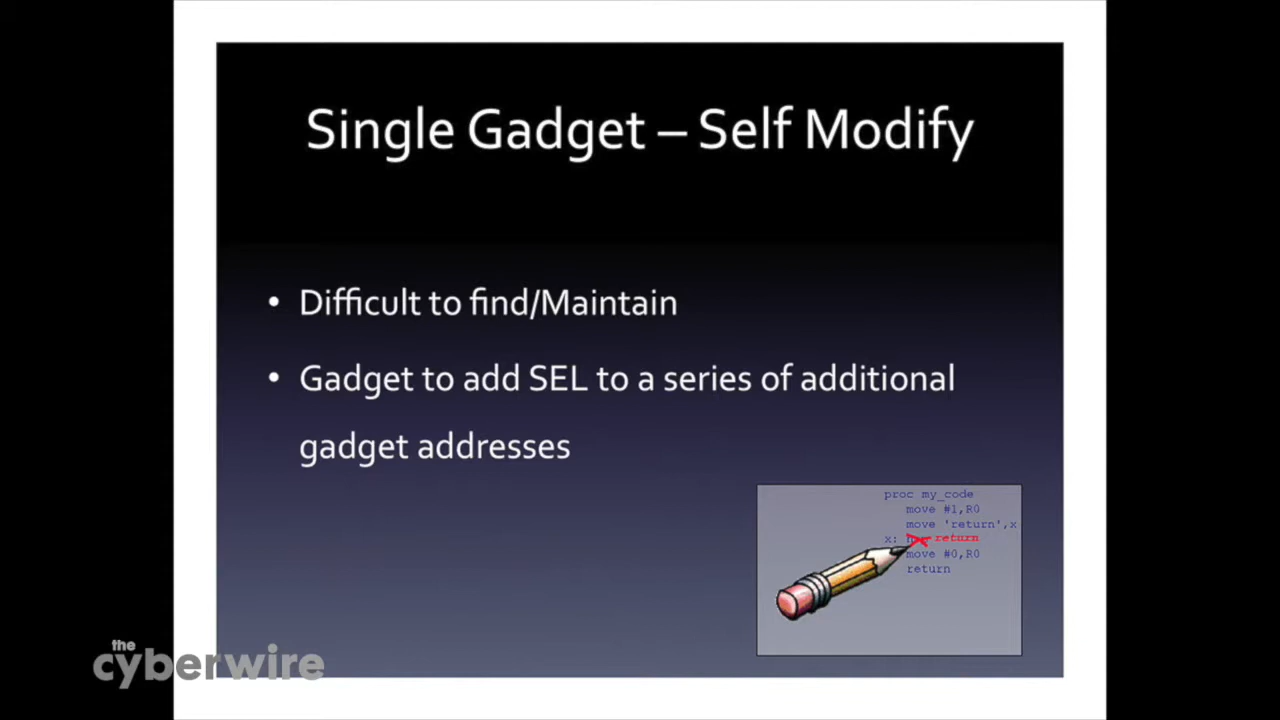 Single Gadget – Self Modify
• Difficult to find/Maintain
• Gadget to add SEL to a series of additional
gadget addresses
proc my_code
move #1,R0
move 'return',x
x: return
move #0,R0
return
the
cyberwire